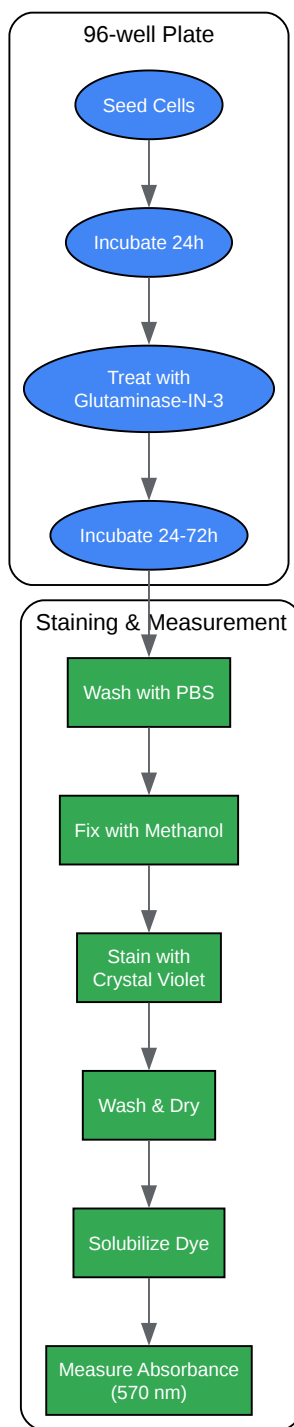 96-well Plate
Seed Cells
Incubate 24h
Treat with
Glutaminase-IN-3
Incubate 24-72h
Staining & Measurement
Wash with PBS
Fix with Methanol
Stain with
Crystal Violet
Wash & Dry
Solubilize Dye
Measure Absorbance
(570 nm)